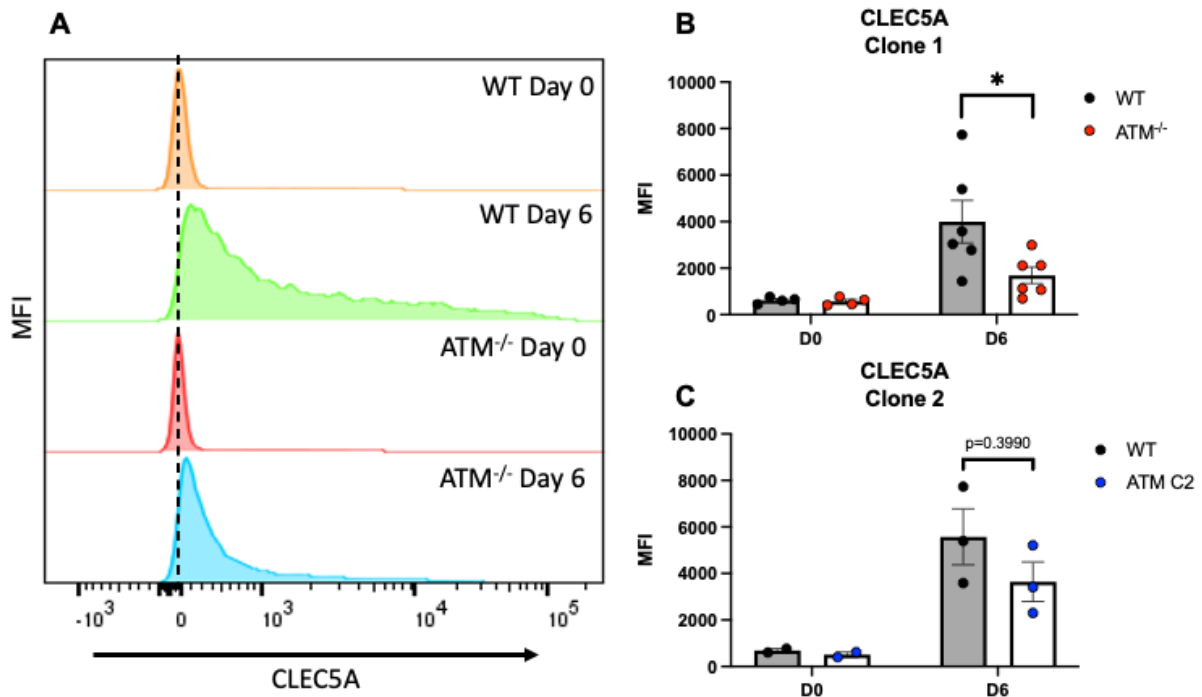 A
WT Day 0
WT Day 6
ATM-/- Day 0
ATM-/- Day 6
MFI
-10³ 0 10³ 10⁴ 10⁵
CLEC5A
B
CLEC5A
Clone 1
*
WT
ATM-/-
MFI
10000
8000
6000
4000
2000
0
D0 D6
C
CLEC5A
Clone 2
p=0.3990
WT
ATM C2
MFI
10000
8000
6000
4000
2000
0
D0 D6